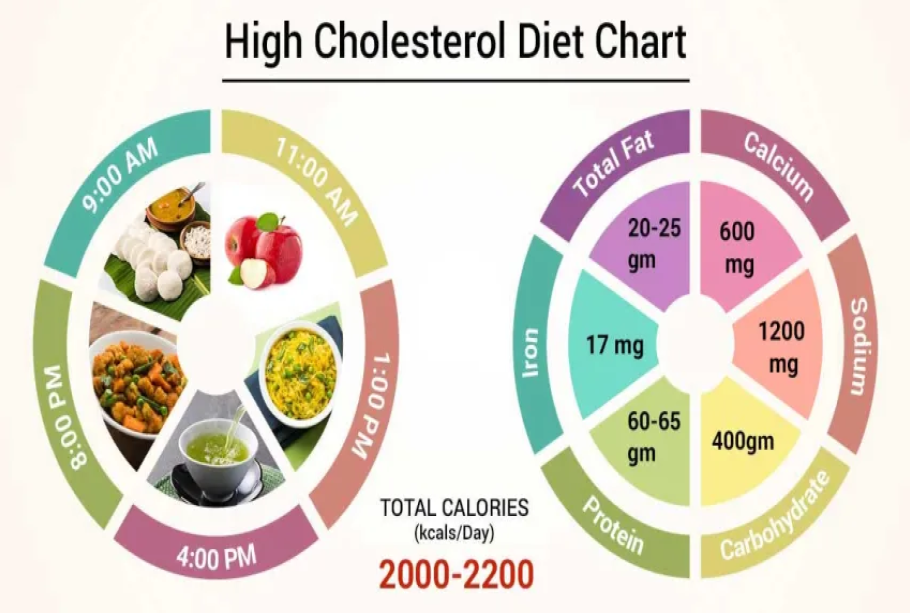 High Cholesterol Diet Chart
9:00 AM
11:00 AM
1:00 PM
4:00 PM
8:00 PM
TOTAL CALORIES
(kcals/Day)
2000-2200
Total Fat
20-25
gm
Calcium
600
mg
Sodium
1200
mg
Carbohydrate
400gm
Protein
60-65
gm
Iron
17 mg